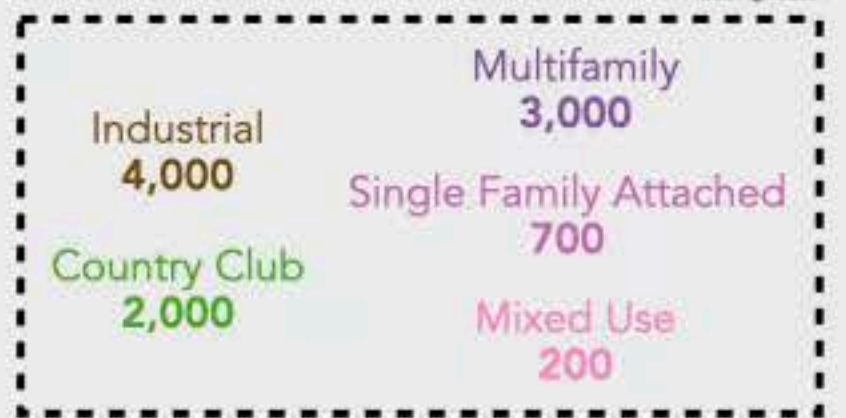 Industrial
4,000
Country Club
2,000
Multifamily
3,000
Single Family Attached
700
Mixed Use
200